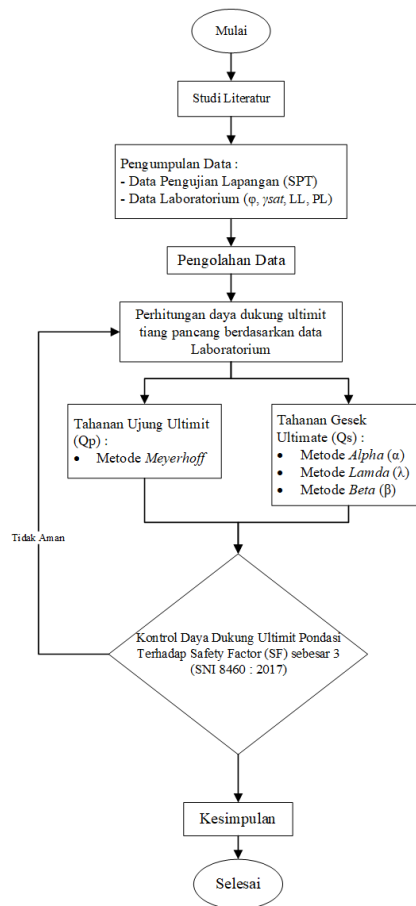 Mulai
Studi Literatur
Pengumpulan Data :
- Data Pengujian Lapangan (SPT)
- Data Laboratorium (φ, γsat, LL, PL)
Pengolahan Data
Perhitungan daya dukung ultimit
tiang pancang berdasarkan data
Laboratorium
Tahanan Ujung Ultimit
(Qp) :
• Metode Meyerhoff
Tahanan Gesek
Ultimate (Qs) :
• Metode Alpha (α)
• Metode Lamda (λ)
• Metode Beta (β)
Tidak Aman
Kontrol Daya Dukung Ultimit Pondasi
Terhadap Safety Factor (SF) sebesar 3
(SNI 8460 : 2017)
Kesimpulan
Selesai